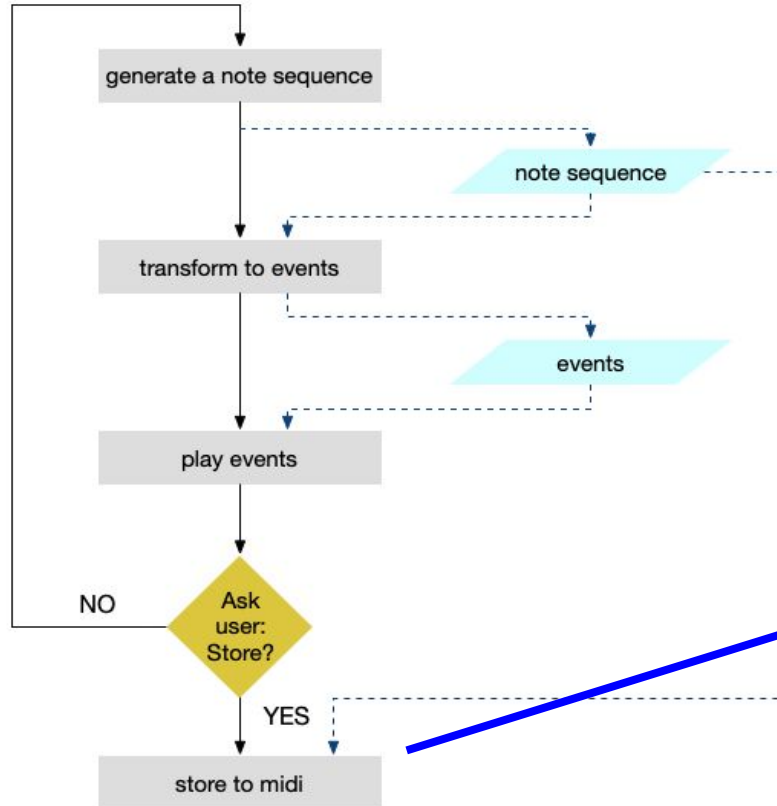 generate a note sequence
note sequence
transform to events
events
play events
NO
Ask
user:
Store?
YES
store to midi